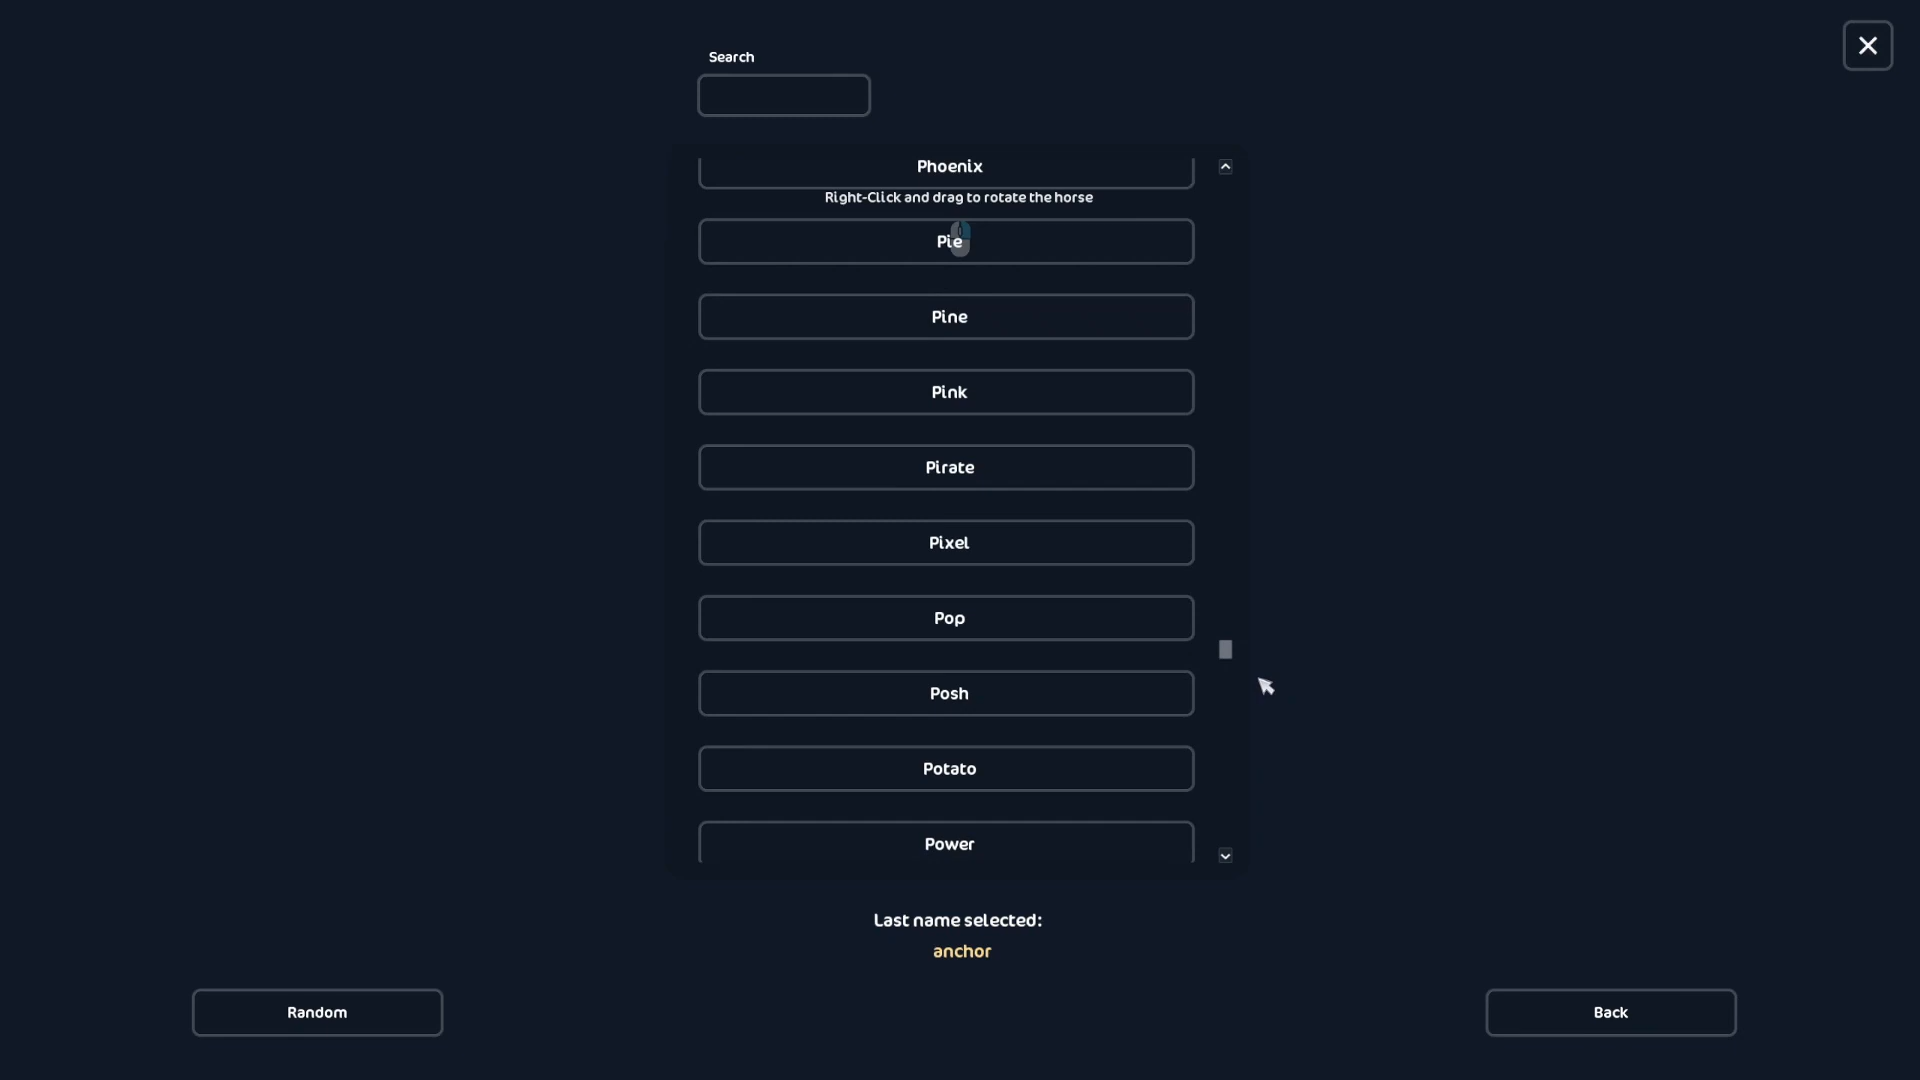 Search
Phoenix
Right-Click and drag to rotate the horse
Pie
Pine
Pink
Pirate
Pixel
Pop
Posh
Potato
Power
Last name selected:
anchor
Random
Back